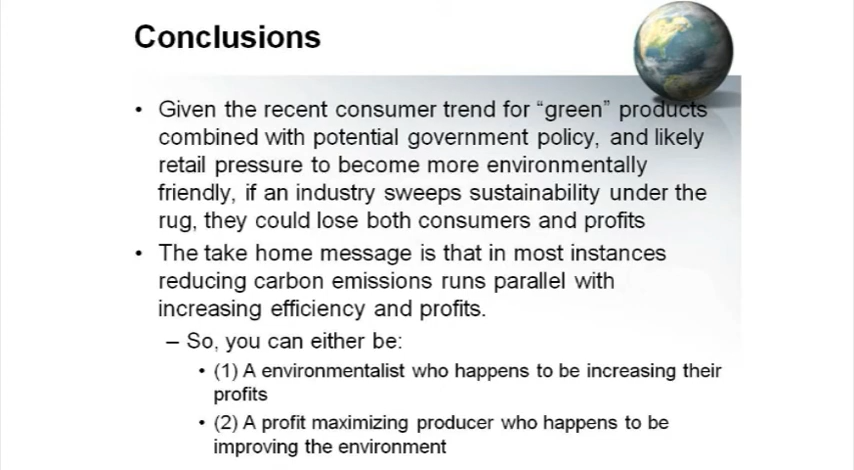 Conclusions
• Given the recent consumer trend for “green” products
combined with potential government policy, and likely
retail pressure to become more environmentally
friendly, if an industry sweeps sustainability under the
rug, they could lose both consumers and profits
• The take home message is that in most instances
reducing carbon emissions runs parallel with
increasing efficiency and profits.
– So, you can either be:
• (1) A environmentalist who happens to be increasing their
profits
• (2) A profit maximizing producer who happens to be
improving the environment